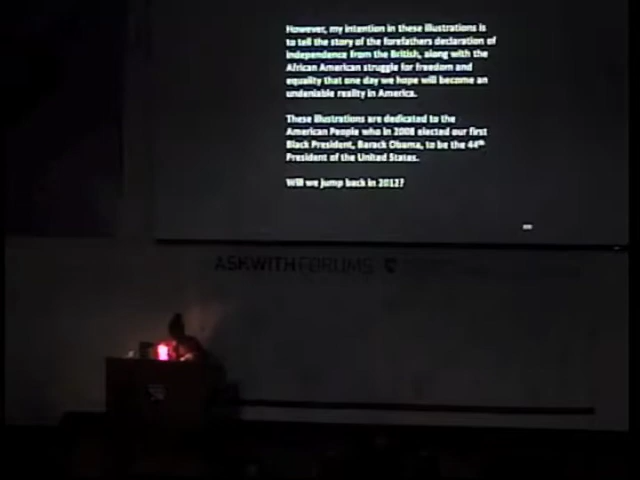 However, my intention in these illustrations is
to tell the story of the forefathers declaration of
independence from the British, along with the
African American struggle for freedom and
equality that one day we hope will become an
undeniable reality in America.
These illustrations are dedicated to the
American People who in 2008 elected our first
Black President, Barack Obama, to be the 44th
President of the United States.
Will we jump back in 2012?
ASKWITH FORUMS